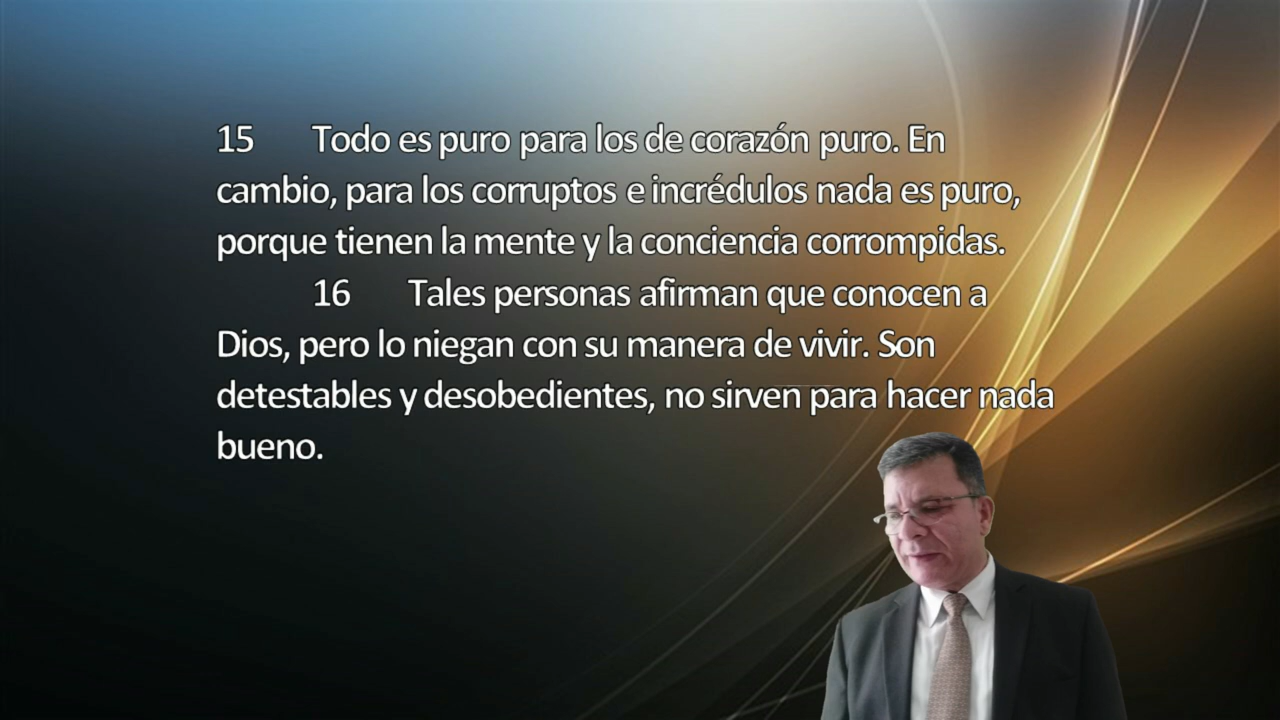 15 Todo es puro para los de corazón puro. En
cambio, para los corruptos e incrédulos nada es puro,
porque tienen la mente y la conciencia corrompidas.
16 Tales personas afirman que conocen a
Dios, pero lo niegan con su manera de vivir. Son
detestables y desobedientes, no sirven para hacer nada
bueno.